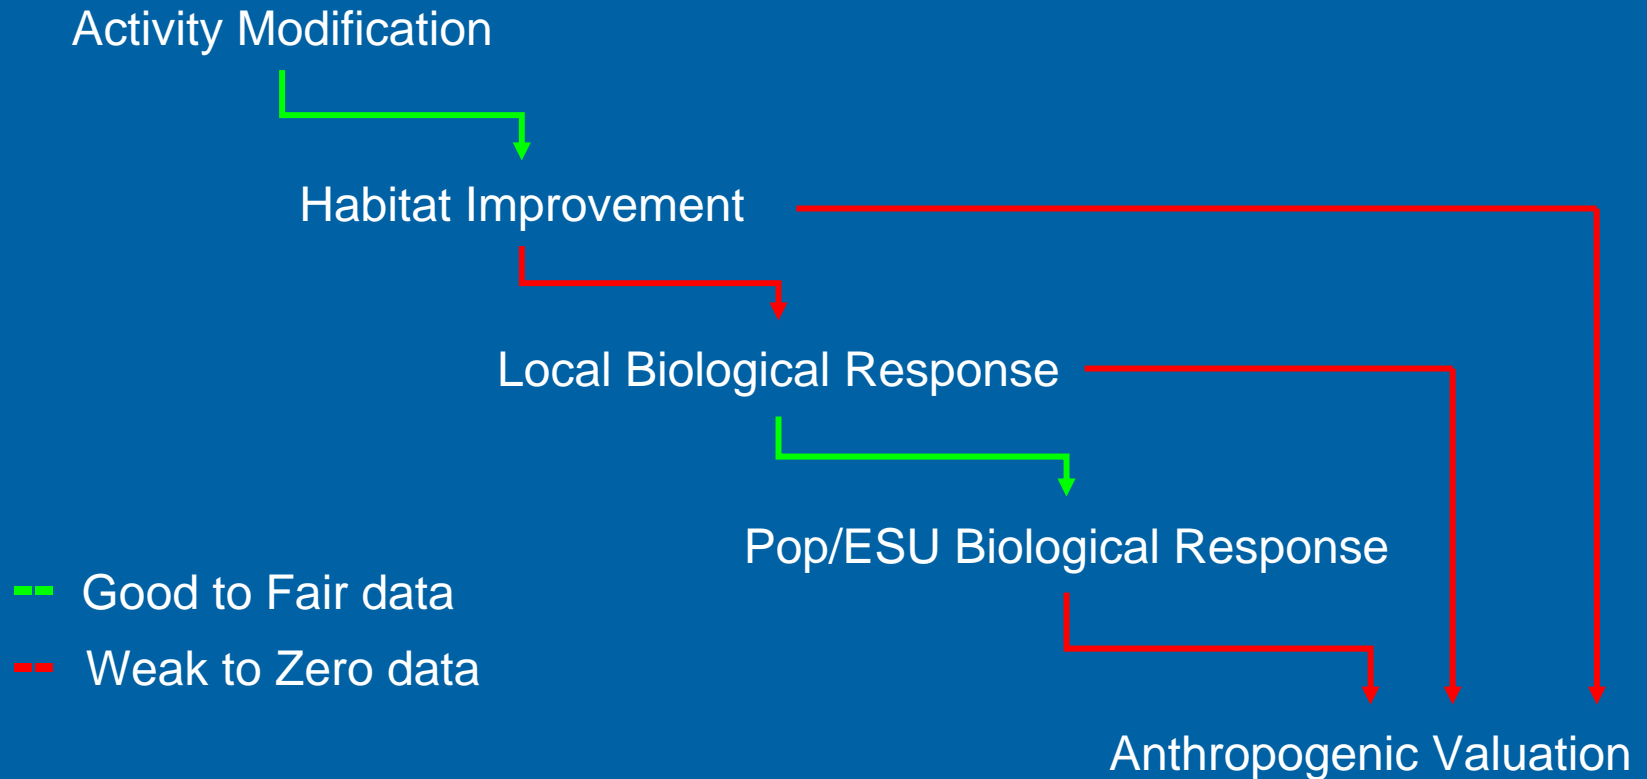 Activity Modification
Habitat Improvement
Local Biological Response
Pop/ESU Biological Response
Good to Fair data
Weak to Zero data
Anthropogenic Valuation